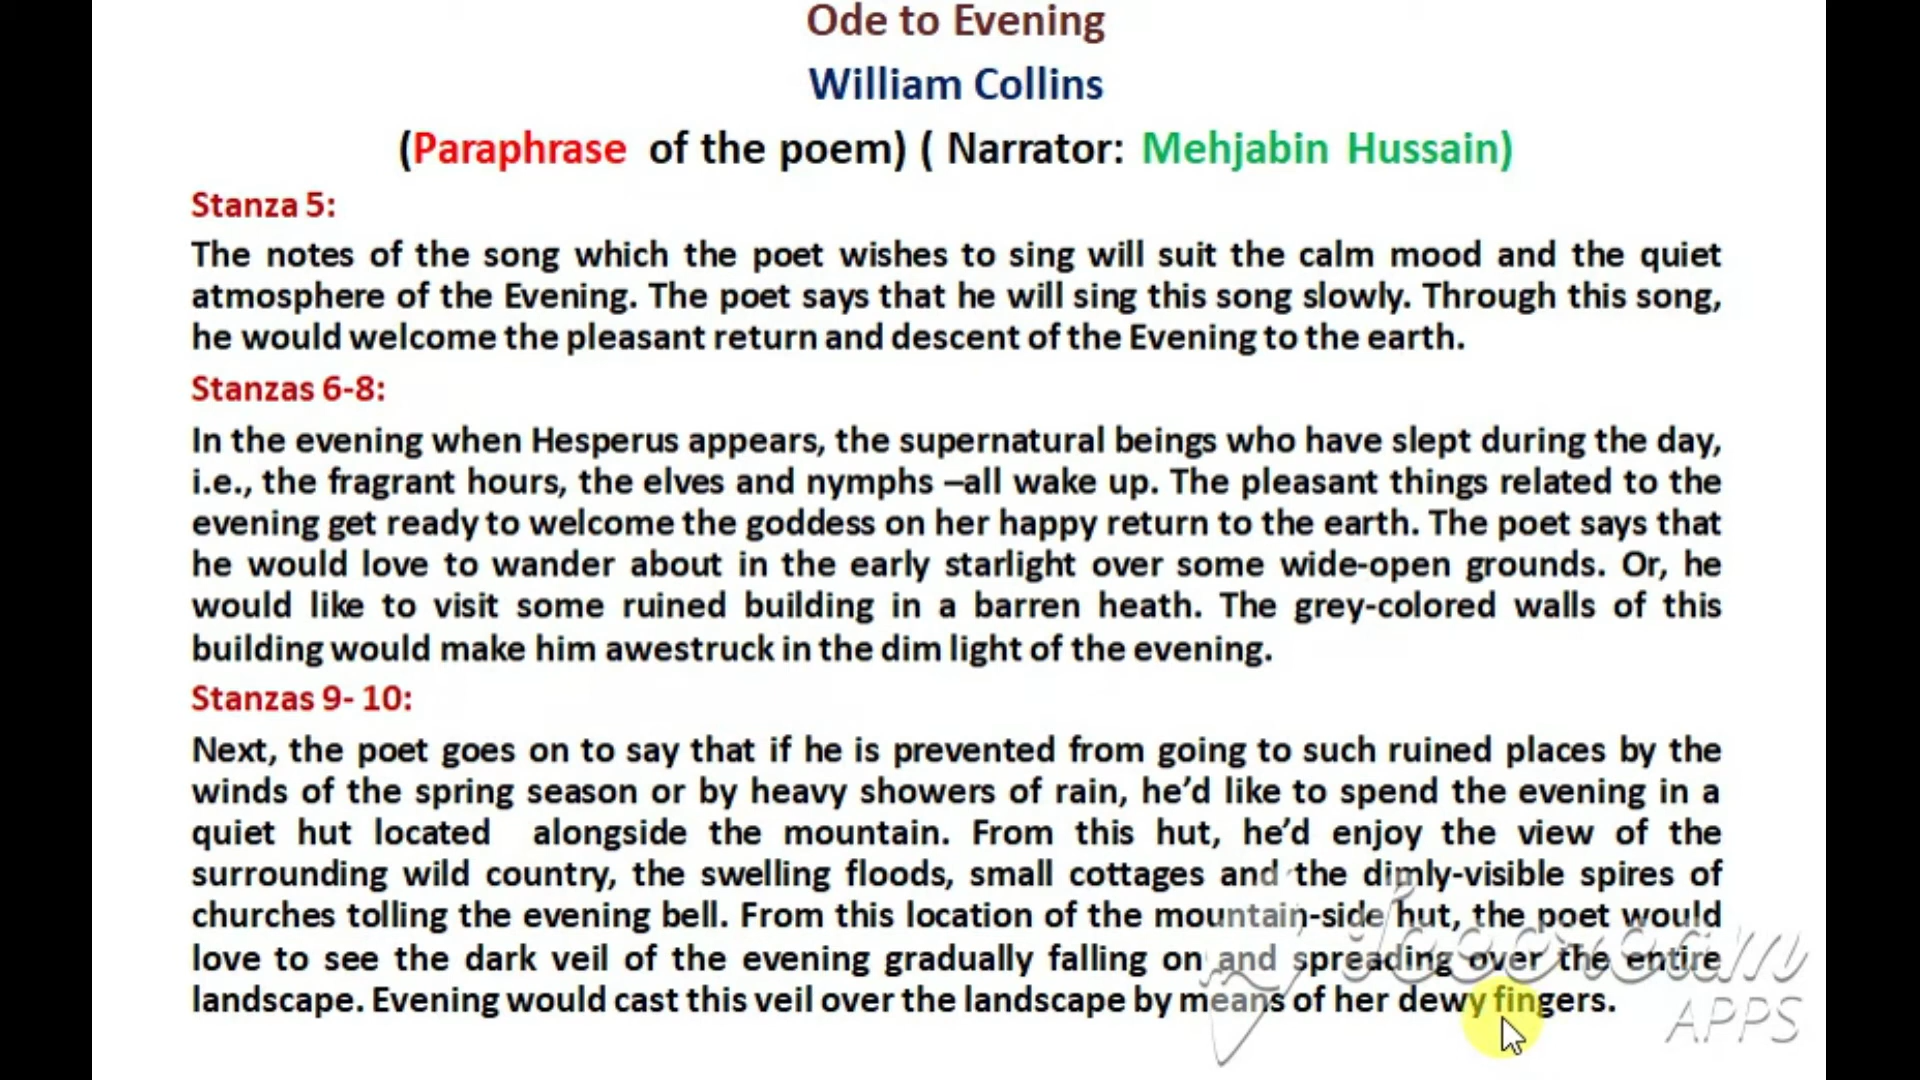 Ode to Evening
William Collins
(Paraphrase of the poem) ( Narrator: Mehjabin Hussain)
Stanza 5:
The notes of the song which the poet wishes to sing will suit the calm mood and the quiet
atmosphere of the Evening. The poet says that he will sing this song slowly. Through this song,
he would welcome the pleasant return and descent of the Evening to the earth.
Stanzas 6-8:
In the evening when Hesperus appears, the supernatural beings who have slept during the day,
i.e., the fragrant hours, the elves and nymphs –all wake up. The pleasant things related to the
evening get ready to welcome the goddess on her happy return to the earth. The poet says that
he would love to wander about in the early starlight over some wide-open grounds. Or, he
would like to visit some ruined building in a barren heath. The grey-colored walls of this
building would make him awestruck in the dim light of the evening.
Stanzas 9- 10:
Next, the poet goes on to say that if he is prevented from going to such ruined places by the
winds of the spring season or by heavy showers of rain, he’d like to spend the evening in a
quiet hut located alongside the mountain. From this hut, he’d enjoy the view of the
surrounding wild country, the swelling floods, small cottages and the dimly-visible spires of
churches tolling the evening bell. From this location of the mountain-side hut, the poet would
love to see the dark veil of the evening gradually falling on and spreading over the entire
landscape. Evening would cast this veil over the landscape by means of her dewy fingers.
APPS